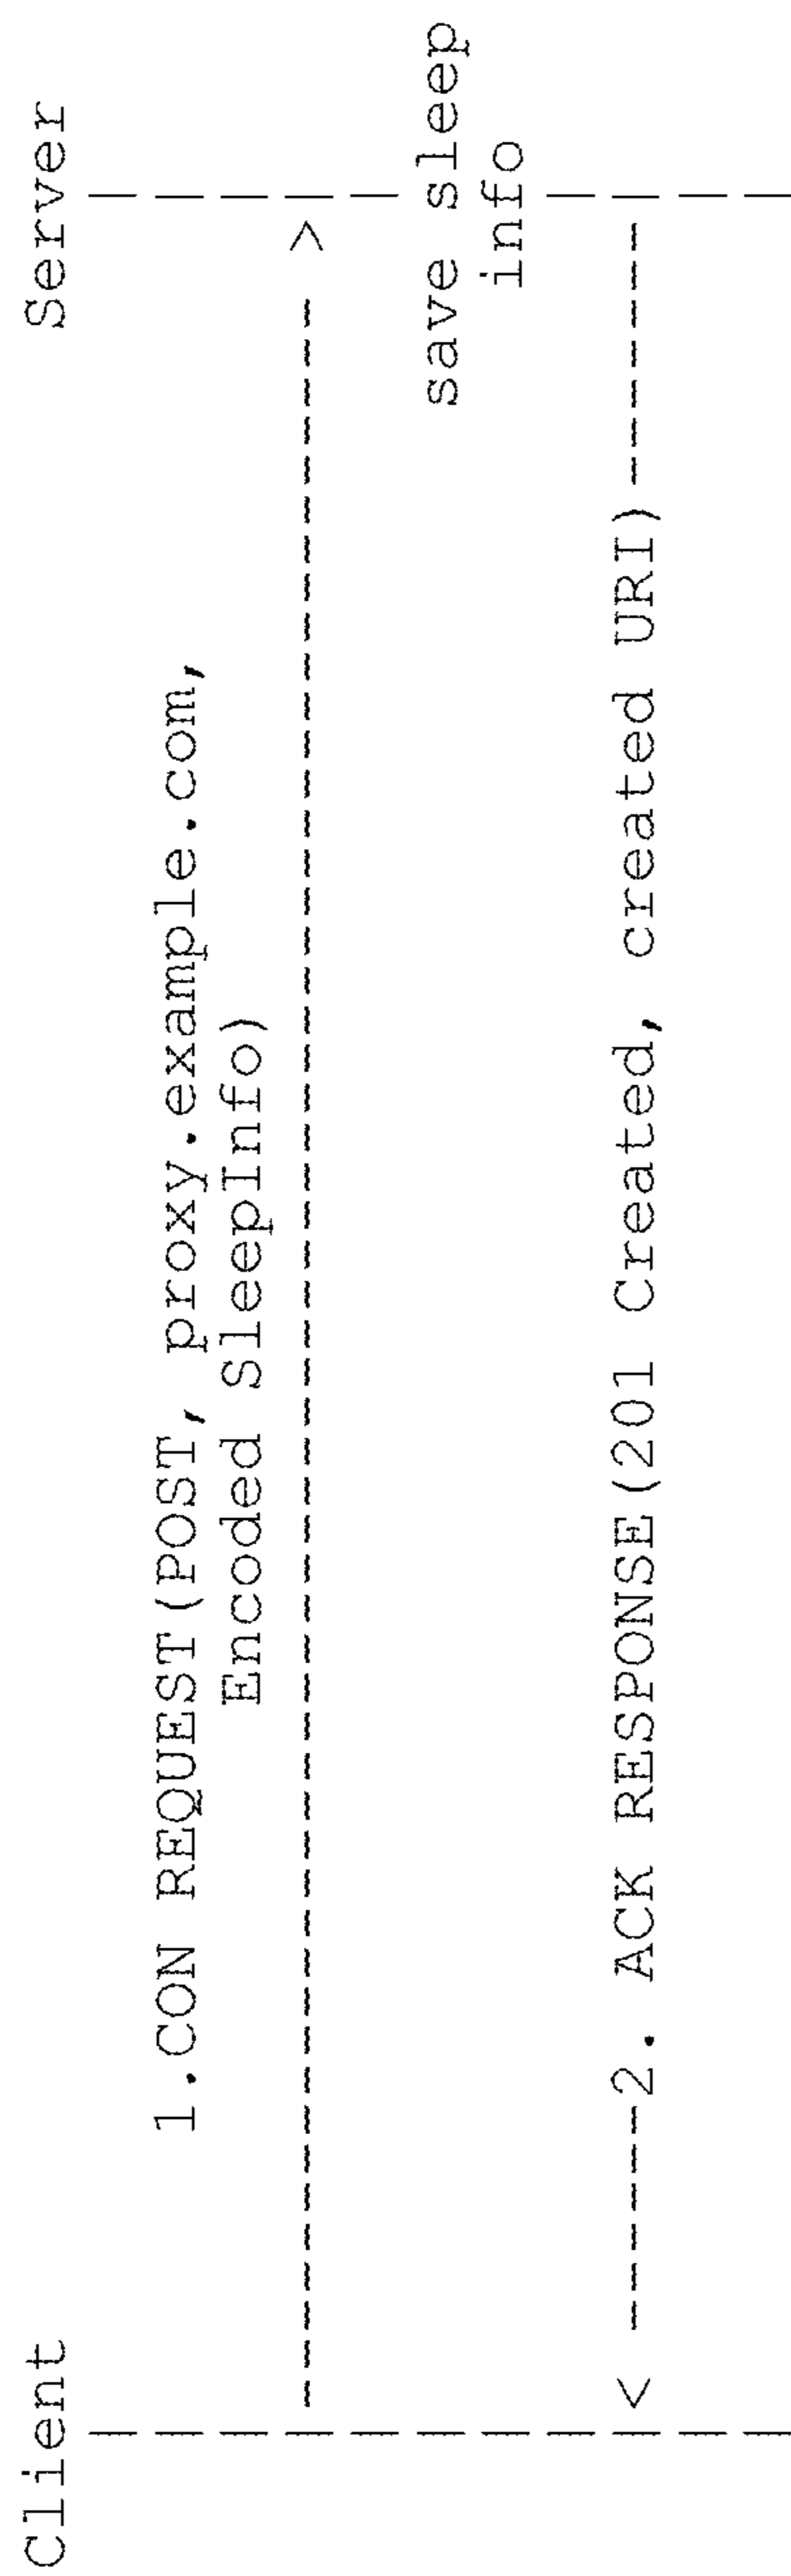 Client Server
1.CON REQUEST(POST, proxy.example.com,
Encoded SleepInfo)
----------------------------------------------------->
save sleep
info
<------2. ACK RESPONSE(201 Created, created URI)-------